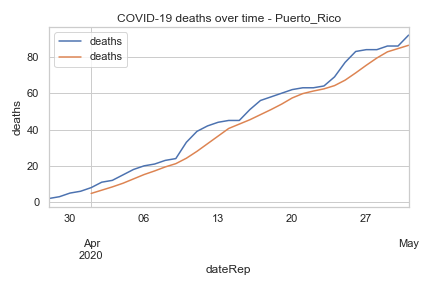 COVID-19 deaths over time - Puerto_Rico
deaths
deaths
deaths
80
60
40
20
0
30 06 13 20 27
Apr May
2020
dateRep